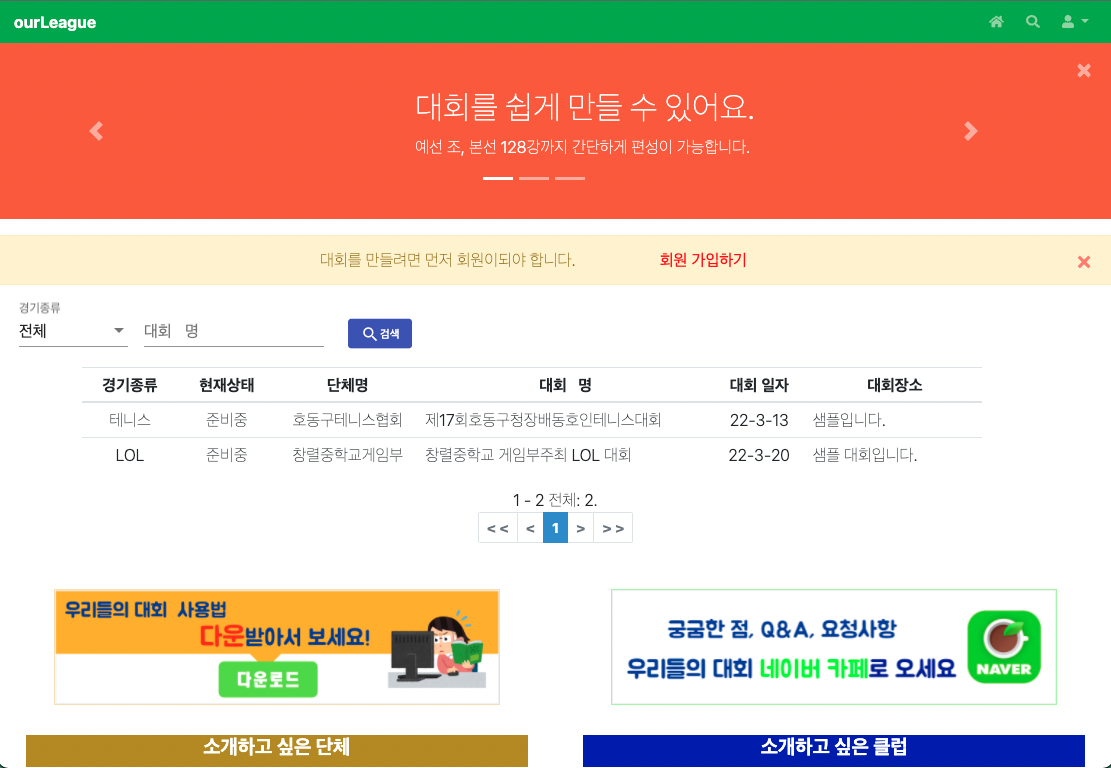 ourLeague
대회를 쉽게 만들 수 있어요.
예선 조, 본선 128강까지 간단하게 편성이 가능합니다.
대회를 만들려면 먼저 회원이되야 합니다. 회원 가입하기
경기종류
전체 대회 명 검색
경기종류 현재상태 단체명 대회 명 대회 일자 대회장소
테니스 준비중 호동구테니스협회 제17회호동구청장배동호인테니스대회 22-3-13 샘플입니다.
LOL 준비중 창렬중학교게임부 창렬중학교 게임부주최 LOL 대회 22-3-20 샘플 대회입니다.
1 - 2 전체: 2.
<< < 1 > >>
우리들의 대회 사용법
다운받아서 보세요!
다운로드
궁굼한 점, Q&A, 요청사항
우리들의 대회 네이버 카페로 오세요
NAVER
소개하고 싶은 단체
소개하고 싶은 클럽